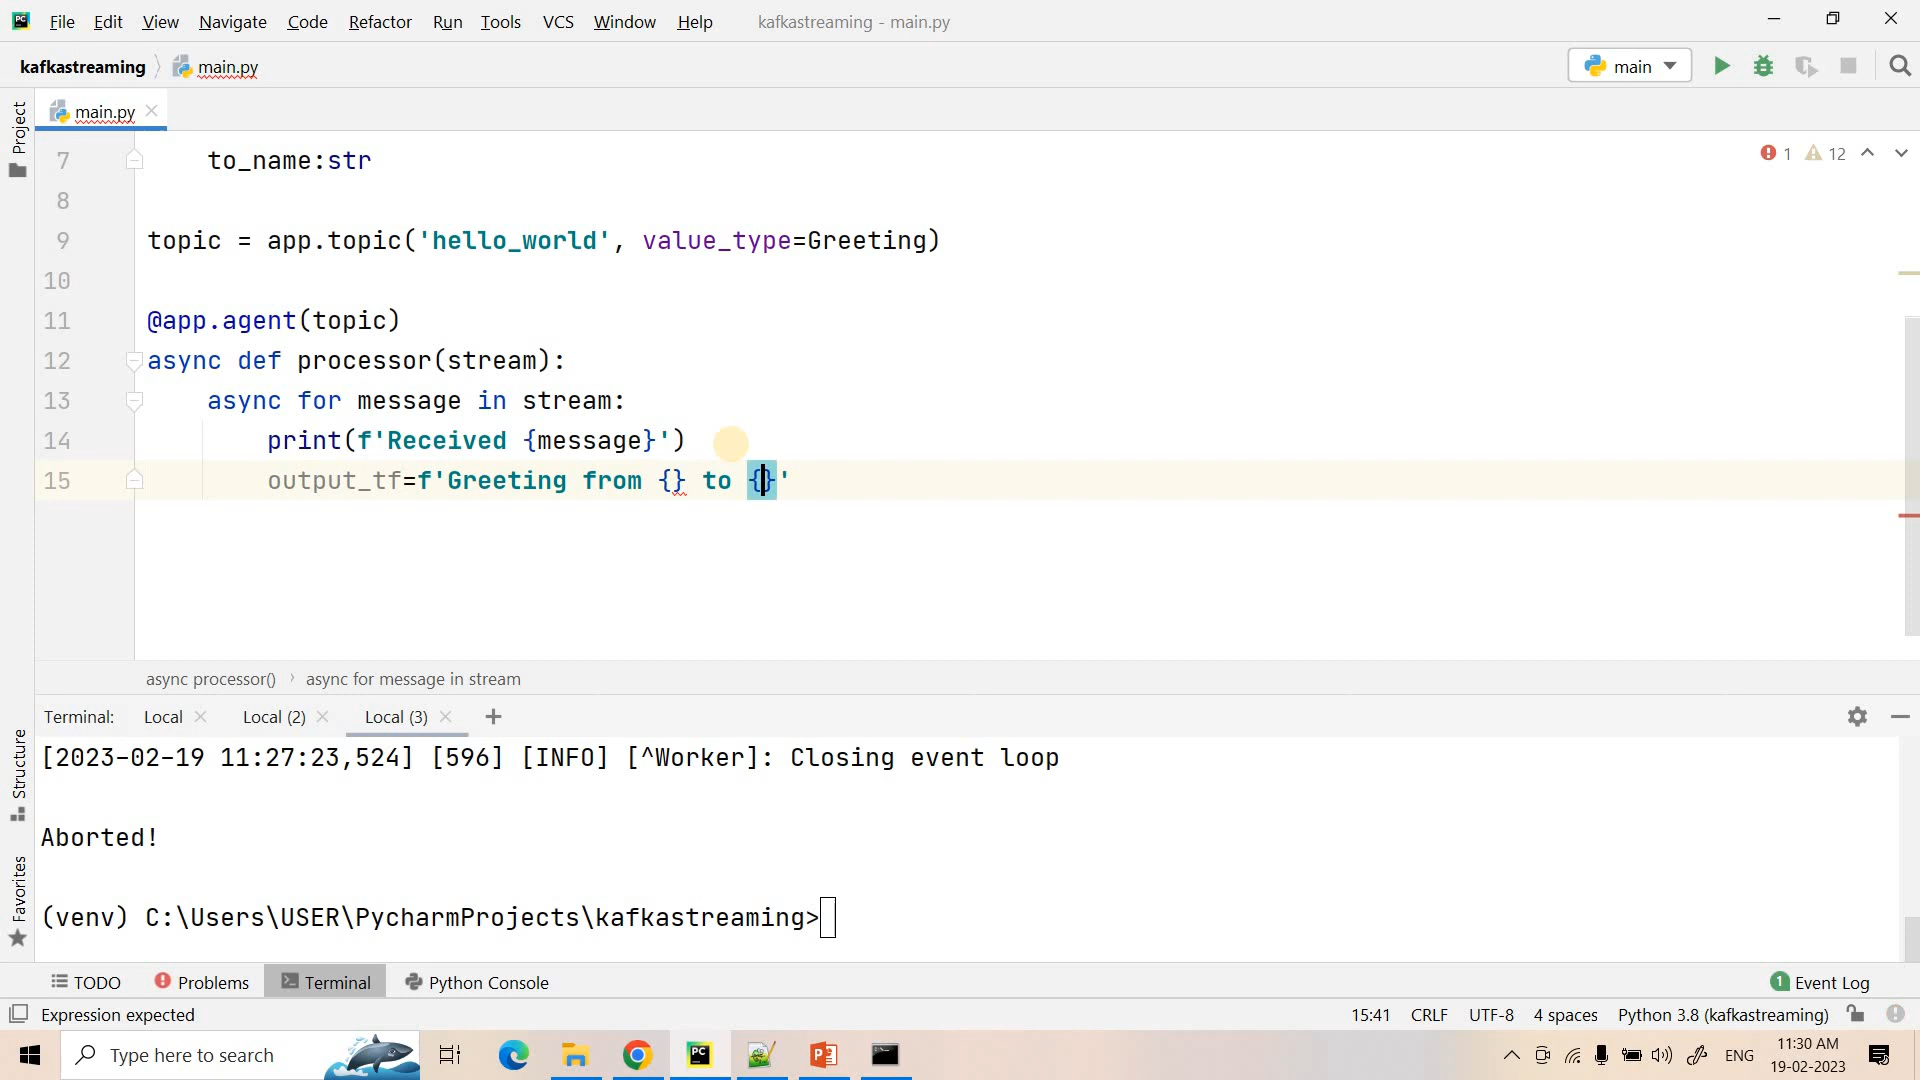 PC File Edit View Navigate Code Refactor Run Tools VCS Window Help kafkastreaming - main.py
kafkastreaming main.py main
main.py
Project
7 to_name:str
1 12
8
9 topic = app.topic('hello_world', value_type=Greeting)
10
11 @app.agent(topic)
12 async def processor(stream):
13 async for message in stream:
14 print(f'Received {message}')
15 output_tf=f'Greeting from {} to {}'
async processor() › async for message in stream
Terminal: Local Local (2) Local (3)
[2023-02-19 11:27:23,524] [596] [INFO] [^Worker]: Closing event loop
Structure
Aborted!
Favorites
(venv) C:\Users\USER\PycharmProjects\kafkastreaming>
TODO Problems Terminal Python Console 1 Event Log
Expression expected 15:41 CRLF UTF-8 4 spaces Python 3.8 (kafkastreaming)
Type here to search PC ENG 11:30 AM
19-02-2023